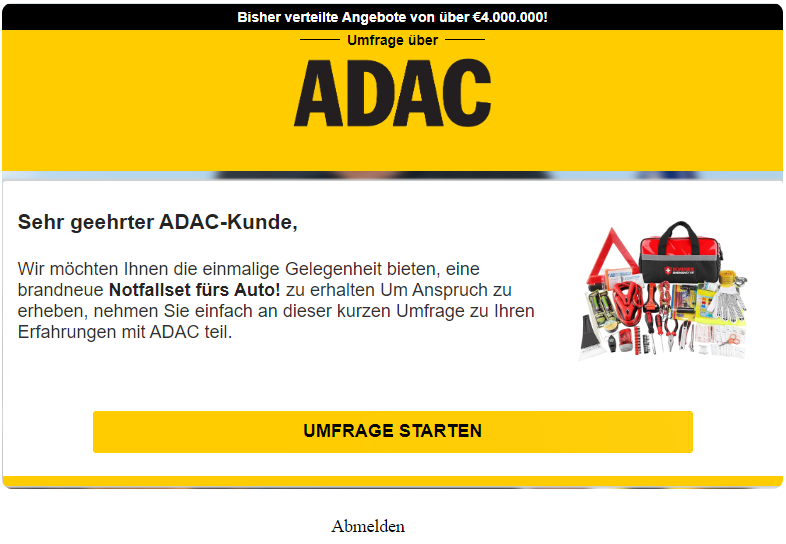 Bisher verteilte Angebote von über €4.000.000!
Umfrage über
ADAC
Sehr geehrter ADAC-Kunde,
Wir möchten Ihnen die einmalige Gelegenheit bieten, eine
brandneue Notfallset fürs Auto! zu erhalten Um Anspruch zu
erheben, nehmen Sie einfach an dieser kurzen Umfrage zu Ihren
Erfahrungen mit ADAC teil.
UMFRAGE STARTEN
Abmelden